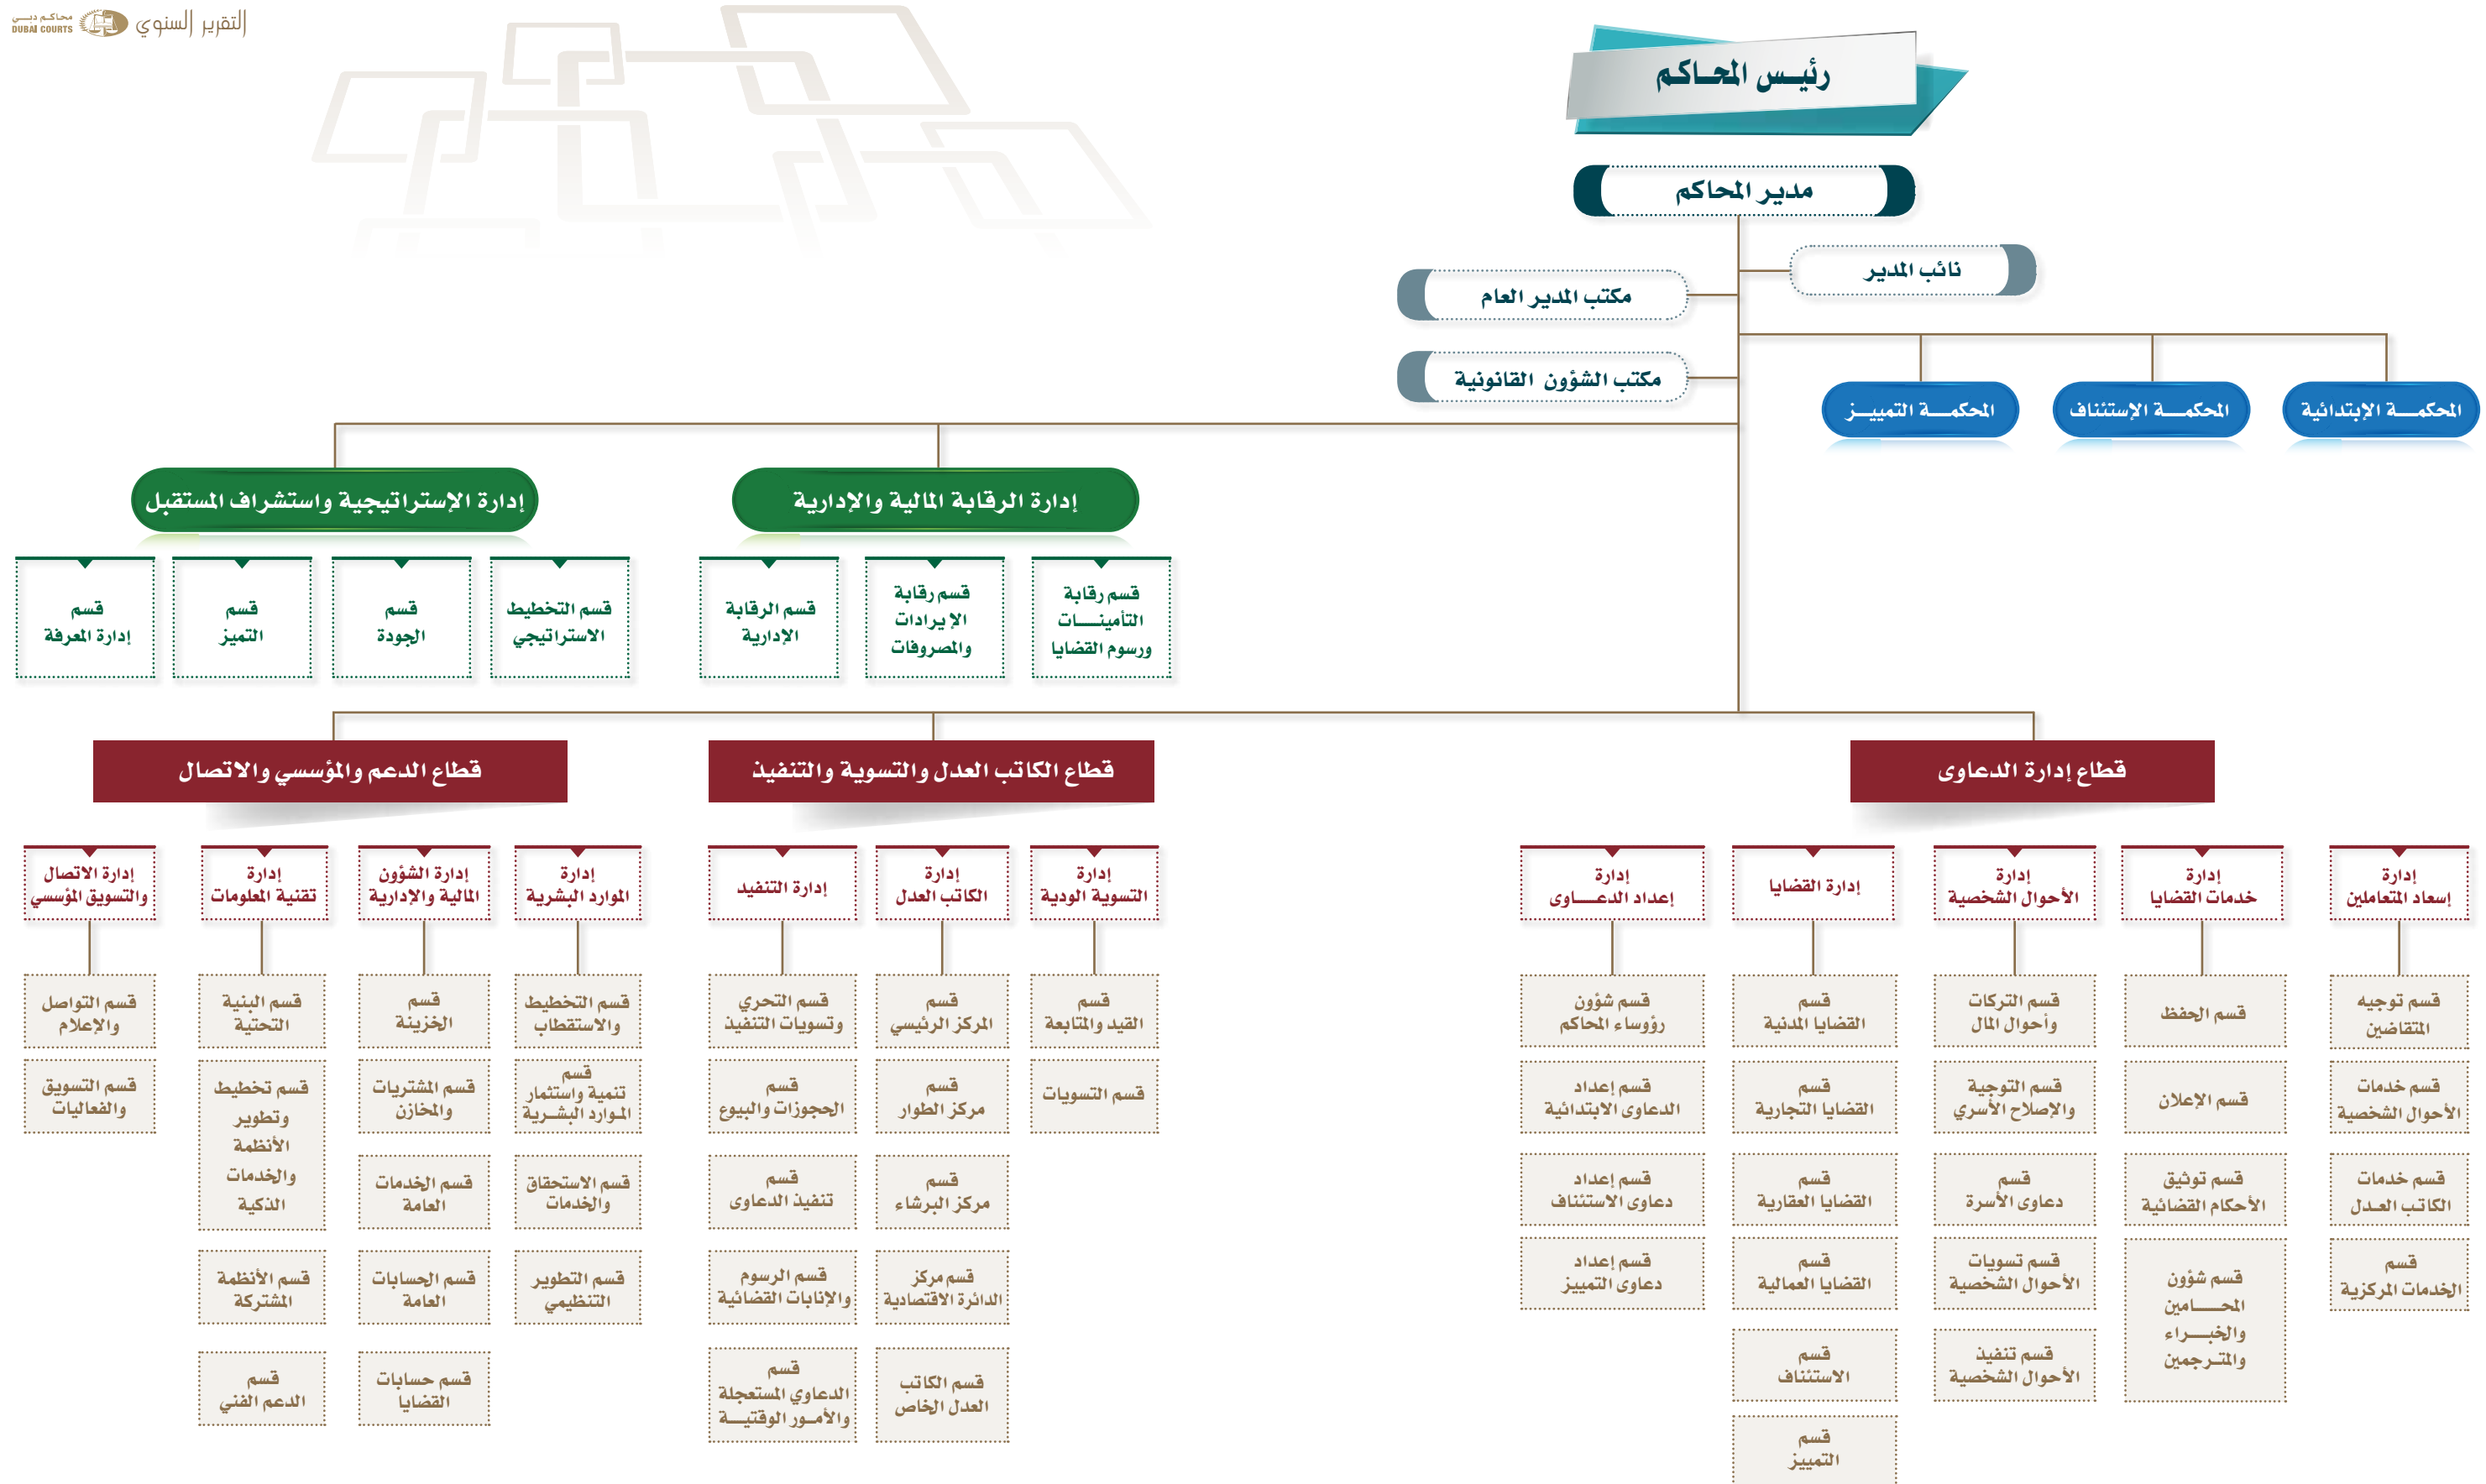 التقرير السنوي
محاكم دبي
DUBAI COURTS
رئيس المحاكم
مدير المحاكم
نائب المدير
مكتب المدير العام
مكتب الشؤون القانونية
المحكمة الإبتدائية
المحكمة الإستئناف
المحكمة التمييز
إدارة الرقابة المالية والإدارية
قسم رقابة
التأمينات
ورسوم القضايا
قسم رقابة
الإيرادات
والمصروفات
قسم الرقابة
الإدارية
إدارة الإستراتيجية واستشراف المستقبل
قسم التخطيط
الاستراتيجي
قسم
الجودة
قسم
التميز
قسم
إدارة المعرفة
قطاع إدارة الدعاوى
إدارة
إسعاد المتعاملين
قسم توجيه
المتقاضين
قسم خدمات
الأحوال الشخصية
قسم خدمات
الكاتب العدل
قسم
الخدمات المركزية
إدارة
خدمات القضايا
قسم الحفظ
قسم الإعلان
قسم توثيق
الأحكام القضائية
قسم شؤون
المحامين
والخبراء
والمترجمين
إدارة
الأحوال الشخصية
قسم التركات
وأحوال المال
قسم التوجية
والإصلاح الأسري
قسم
دعاوى الأسرة
قسم تسويات
الأحوال الشخصية
قسم تنفيذ
الأحوال الشخصية
إدارة القضايا
قسم
القضايا المدنية
قسم
القضايا التجارية
قسم
القضايا العقارية
قسم
القضايا العمالية
قسم
الاستئناف
قسم
التمييز
إدارة
إعداد الدعاوى
قسم شؤون
رؤوساء المحاكم
قسم إعداد
الدعاوى الابتدائية
قسم إعداد
دعاوى الاستئناف
قسم إعداد
دعاوى التمييز
قطاع الكاتب العدل والتسوية والتنفيذ
إدارة
التسوية الودية
قسم
القيد والمتابعة
قسم التسويات
إدارة
الكاتب العدل
قسم
المركز الرئيسي
قسم
مركز الطوار
قسم
مركز البرشاء
قسم مركز
الدائرة الاقتصادية
قسم الكاتب
العدل الخاص
إدارة التنفيد
قسم التحري
وتسويات التنفيذ
قسم
الحجوزات والبيوع
قسم
تنفيذ الدعاوى
قسم الرسوم
والإنابات القضائية
قسم
الدعاوي المستعجلة
والأمور الوقتية
قطاع الدعم والمؤسسي والاتصال
إدارة
الموارد البشرية
قسم التخطيط
والاستقطاب
قسم
تنمية واستثمار
الموارد البشرية
قسم الاستحقاق
والخدمات
قسم التطوير
التنظيمي
إدارة الشؤون
المالية والإدارية
قسم
الخزينة
قسم المشتريات
والمخازن
قسم الخدمات
العامة
قسم الحسابات
العامة
قسم حسابات
القضايا
إدارة
تقنية المعلومات
قسم البنية
التحتية
قسم تخطيط
وتطوير
الأنظمة
والخدمات
الذكية
قسم الأنظمة
المشتركة
قسم
الدعم الفني
إدارة الاتصال
والتسويق المؤسسي
قسم التواصل
والإعلام
قسم التسويق
والفعاليات